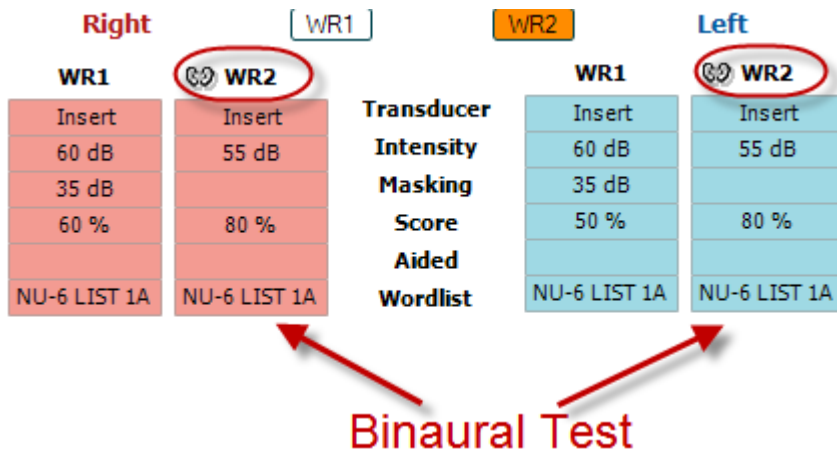 Right WR1 WR2 Left
WR1 WR2 WR1 WR2
Insert Insert Transducer Insert Insert
60 dB 55 dB Intensity 60 dB 55 dB
35 dB Masking 35 dB
60 % 80 % Score 50 % 80 %
Aided
NU-6 LIST 1A NU-6 LIST 1A Wordlist NU-6 LIST 1A NU-6 LIST 1A
Binaural Test